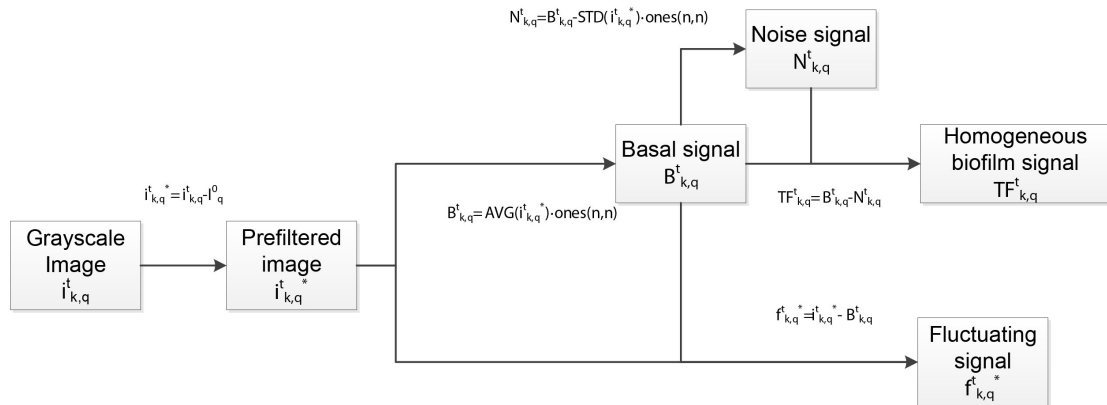 N^t_{k,q}=B^t_{k,q}-STD(i^t_{k,q}^*)·ones(n,n)
Noise signal
N^t_{k,q}
Basal signal
B^t_{k,q}
Homogeneous
biofilm signal
TF^t_{k,q}
i^t_{k,q}^*=i^t_{k,q}-I^0_q
B^t_{k,q}=AVG(i^t_{k,q}^*)·ones(n,n)
TF^t_{k,q}=B^t_{k,q}-N^t_{k,q}
Grayscale
Image
i^t_{k,q}
Prefiltered
image
i^t_{k,q}^*
f^t_{k,q}^*=i^t_{k,q}^*-B^t_{k,q}
Fluctuating
signal
f^t_{k,q}^*